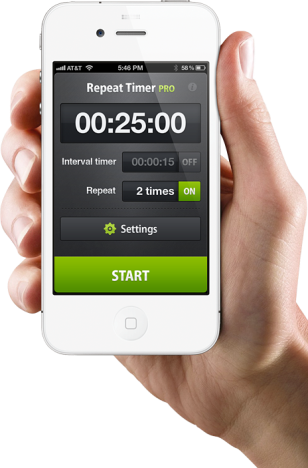 AT&T 5:46 PM 58%
Repeat Timer PRO
00:25:00
Interval timer 00:00:15 OFF
Repeat 2 times ON
Settings
START